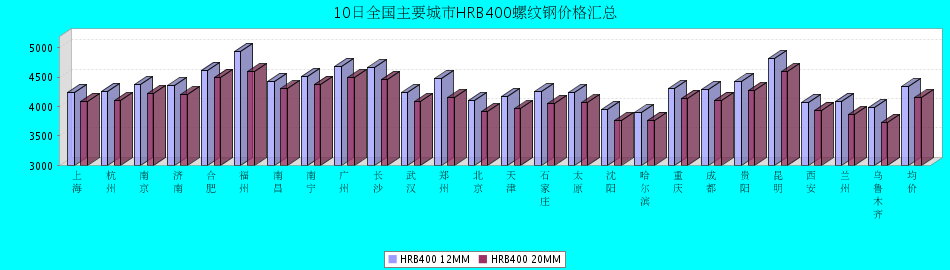 10日全国主要城市HRB400螺纹钢价格汇总
5000
4500
4000
3500
3000
上海 杭州 南京 济南 合肥 福州 南昌 南宁 广州 长沙 武汉 郑州 北京 天津 石家庄 太原 沈阳 哈尔滨 重庆 成都 贵阳 昆明 西安 兰州 乌鲁木齐 均价
HRB400 12MM HRB400 20MM